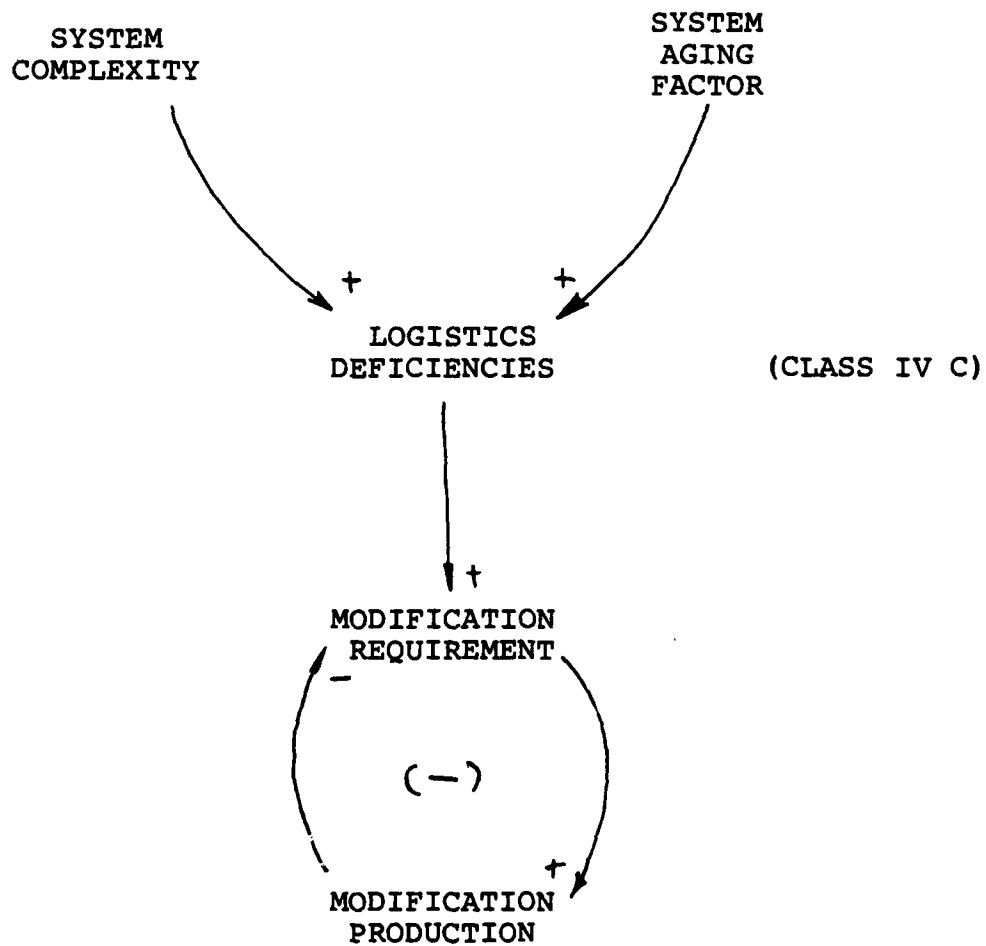 SYSTEM
COMPLEXITY
SYSTEM
AGING
FACTOR
+
+
LOGISTICS
DEFICIENCIES
(CLASS IV C)
+
MODIFICATION
REQUIREMENT
−
(−)
+
MODIFICATION
PRODUCTION